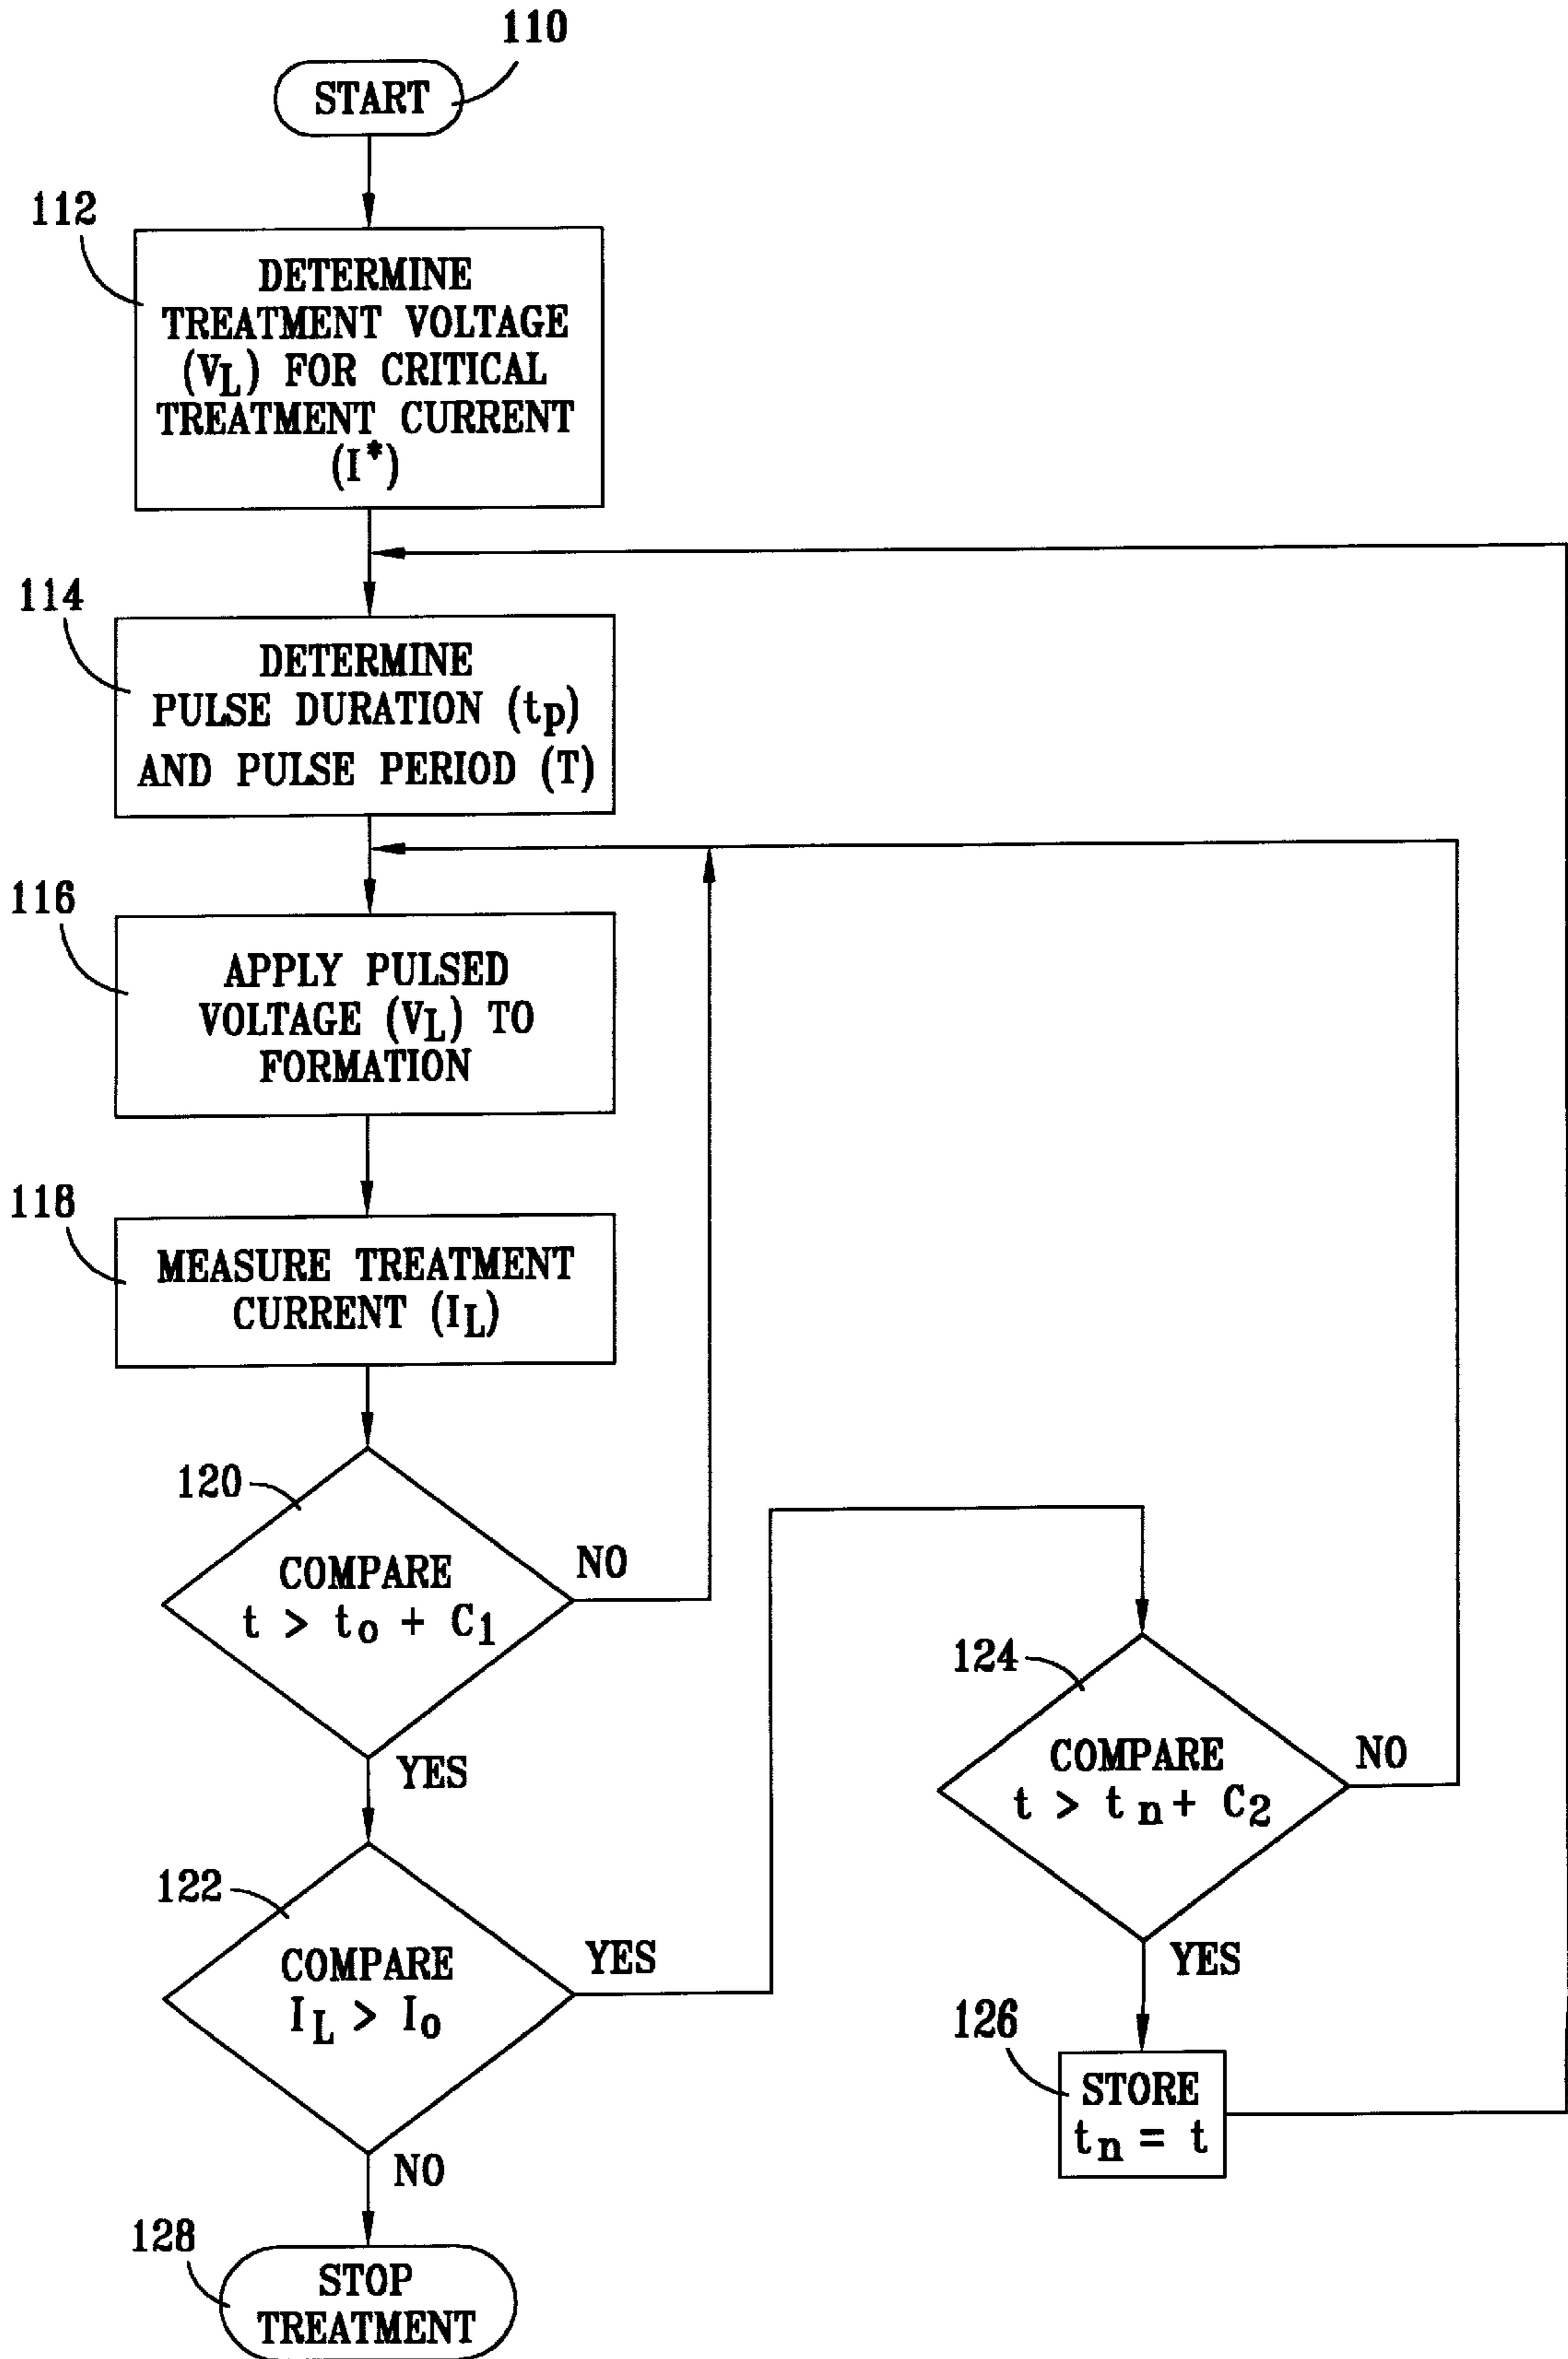 110
START
112
DETERMINE
TREATMENT VOLTAGE
(VL) FOR CRITICAL
TREATMENT CURRENT
(I*)
114
DETERMINE
PULSE DURATION (tp)
AND PULSE PERIOD (T)
116
APPLY PULSED
VOLTAGE (VL) TO
FORMATION
118
MEASURE TREATMENT
CURRENT (IL)
120
COMPARE
t > to + C1
NO
YES
122
COMPARE
IL > Io
YES
NO
124
COMPARE
t > tn + C2
NO
YES
126
STORE
tn = t
128
STOP
TREATMENT